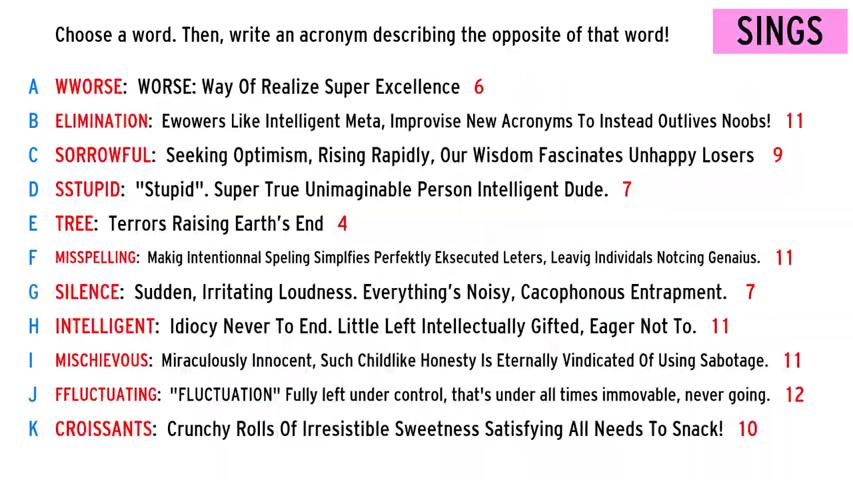 Choose a word. Then, write an acronym describing the opposite of that word!
SINGS
A WWORSE: WORSE: Way Of Realize Super Excellence 6
B ELIMINATION: Ewowers Like Intelligent Meta, Improvise New Acronyms To Instead Outlives Noobs! 11
C SORROWFUL: Seeking Optimism, Rising Rapidly, Our Wisdom Fascinates Unhappy Losers 9
D SSTUPID: "Stupid". Super True Unimaginable Person Intelligent Dude. 7
E TREE: Terrors Raising Earth's End 4
F MISSPELLING: Makig Intentionnal Speling Simplfies Perfektly Eksecuted Leters, Leavig Individals Notcing Genaius. 11
G SILENCE: Sudden, Irritating Loudness. Everything's Noisy, Cacophonous Entrapment. 7
H INTELLIGENT: Idiocy Never To End. Little Left Intellectually Gifted, Eager Not To. 11
I MISCHIEVOUS: Miraculously Innocent, Such Childlike Honesty Is Eternally Vindicated Of Using Sabotage. 11
J FFLUCTUATING: "FLUCTUATION" Fully left under control, that's under all times immovable, never going. 12
K CROISSANTS: Crunchy Rolls Of Irresistible Sweetness Satisfying All Needs To Snack! 10